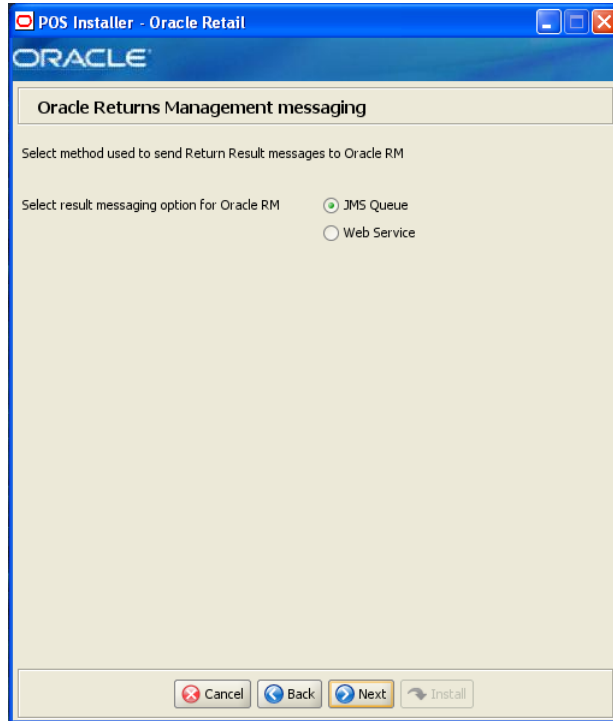 POS Installer - Oracle Retail
ORACLE
Oracle Returns Management messaging
Select method used to send Return Result messages to Oracle RM
Select result messaging option for Oracle RM JMS Queue
Web Service
Cancel Back Next Install